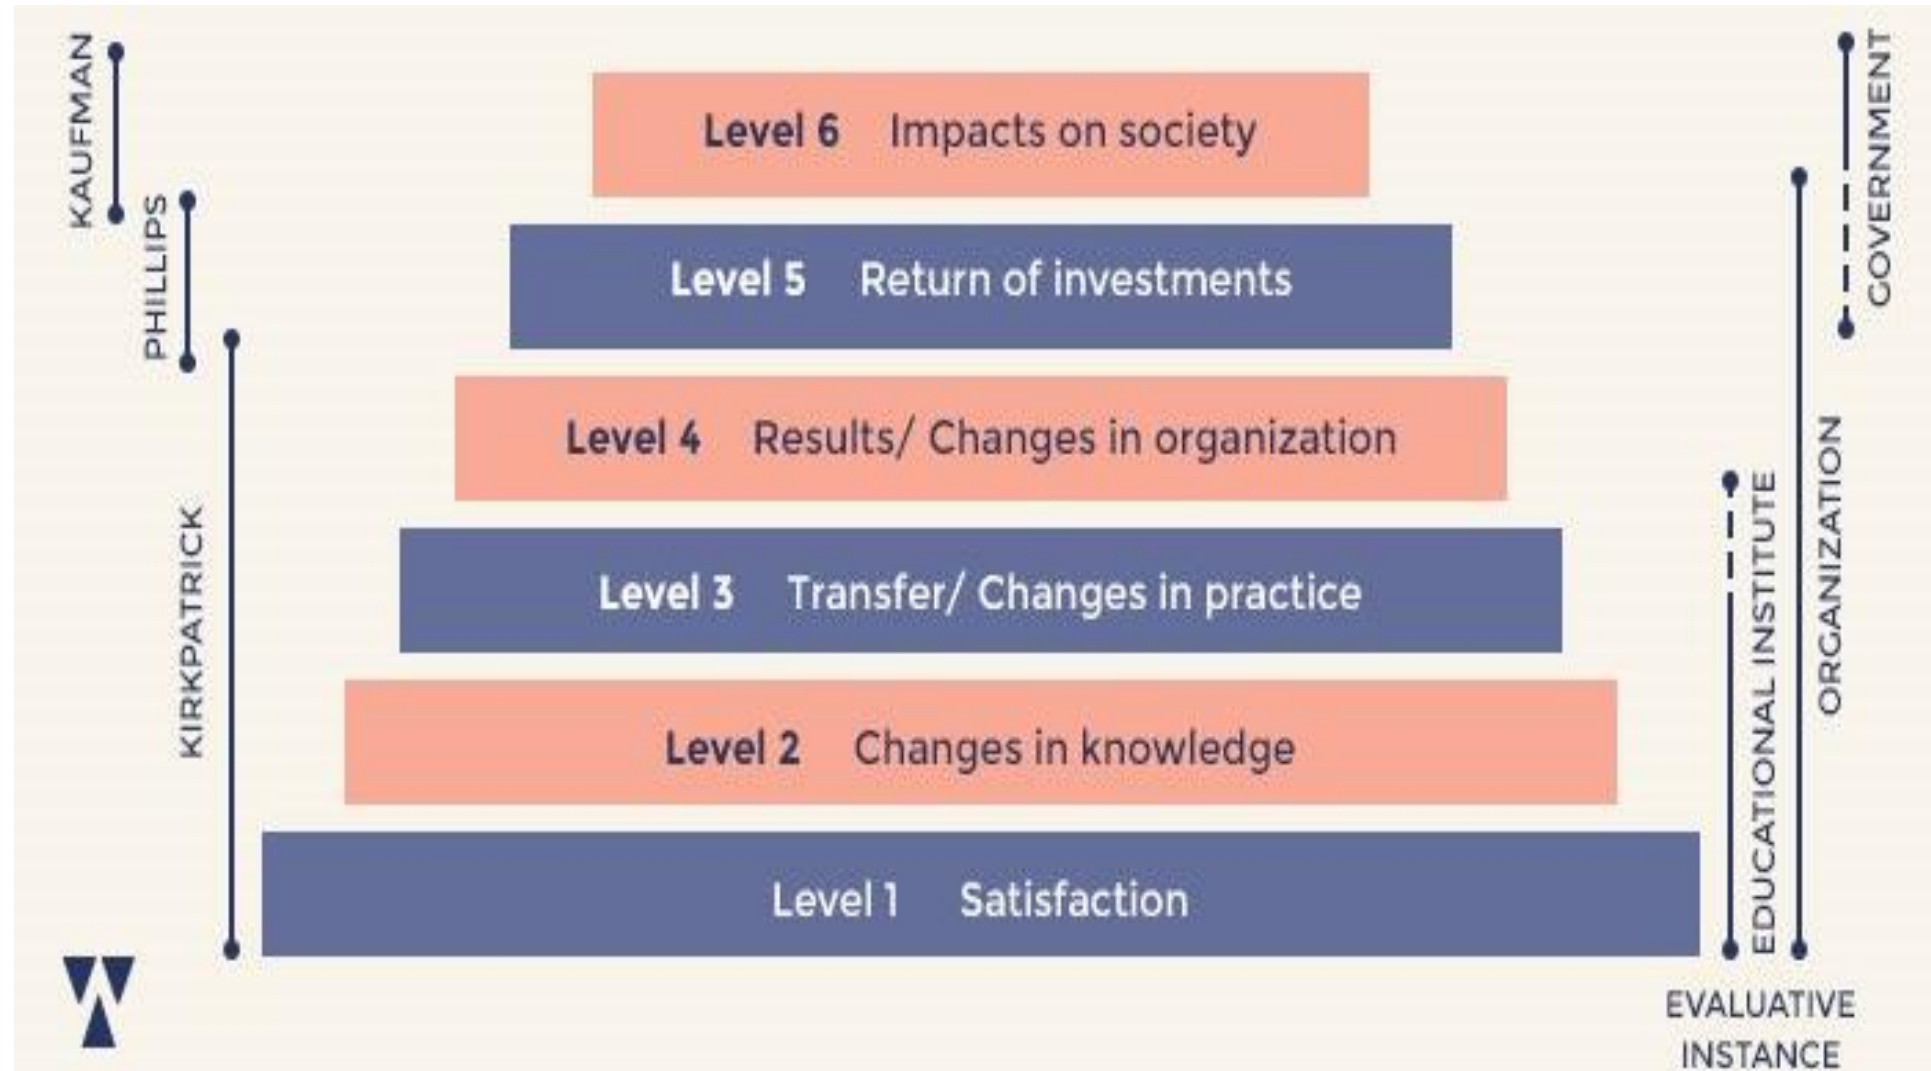 KAUFMAN
PHILLIPS
KIRKPATRICK
Level 6 Impacts on society
Level 5 Return of investments
Level 4 Results/ Changes in organization
Level 3 Transfer/ Changes in practice
Level 2 Changes in knowledge
Level 1 Satisfaction
EDUCATIONAL INSTITUTE
ORGANIZATION
GOVERNMENT
EVALUATIVE
INSTANCE